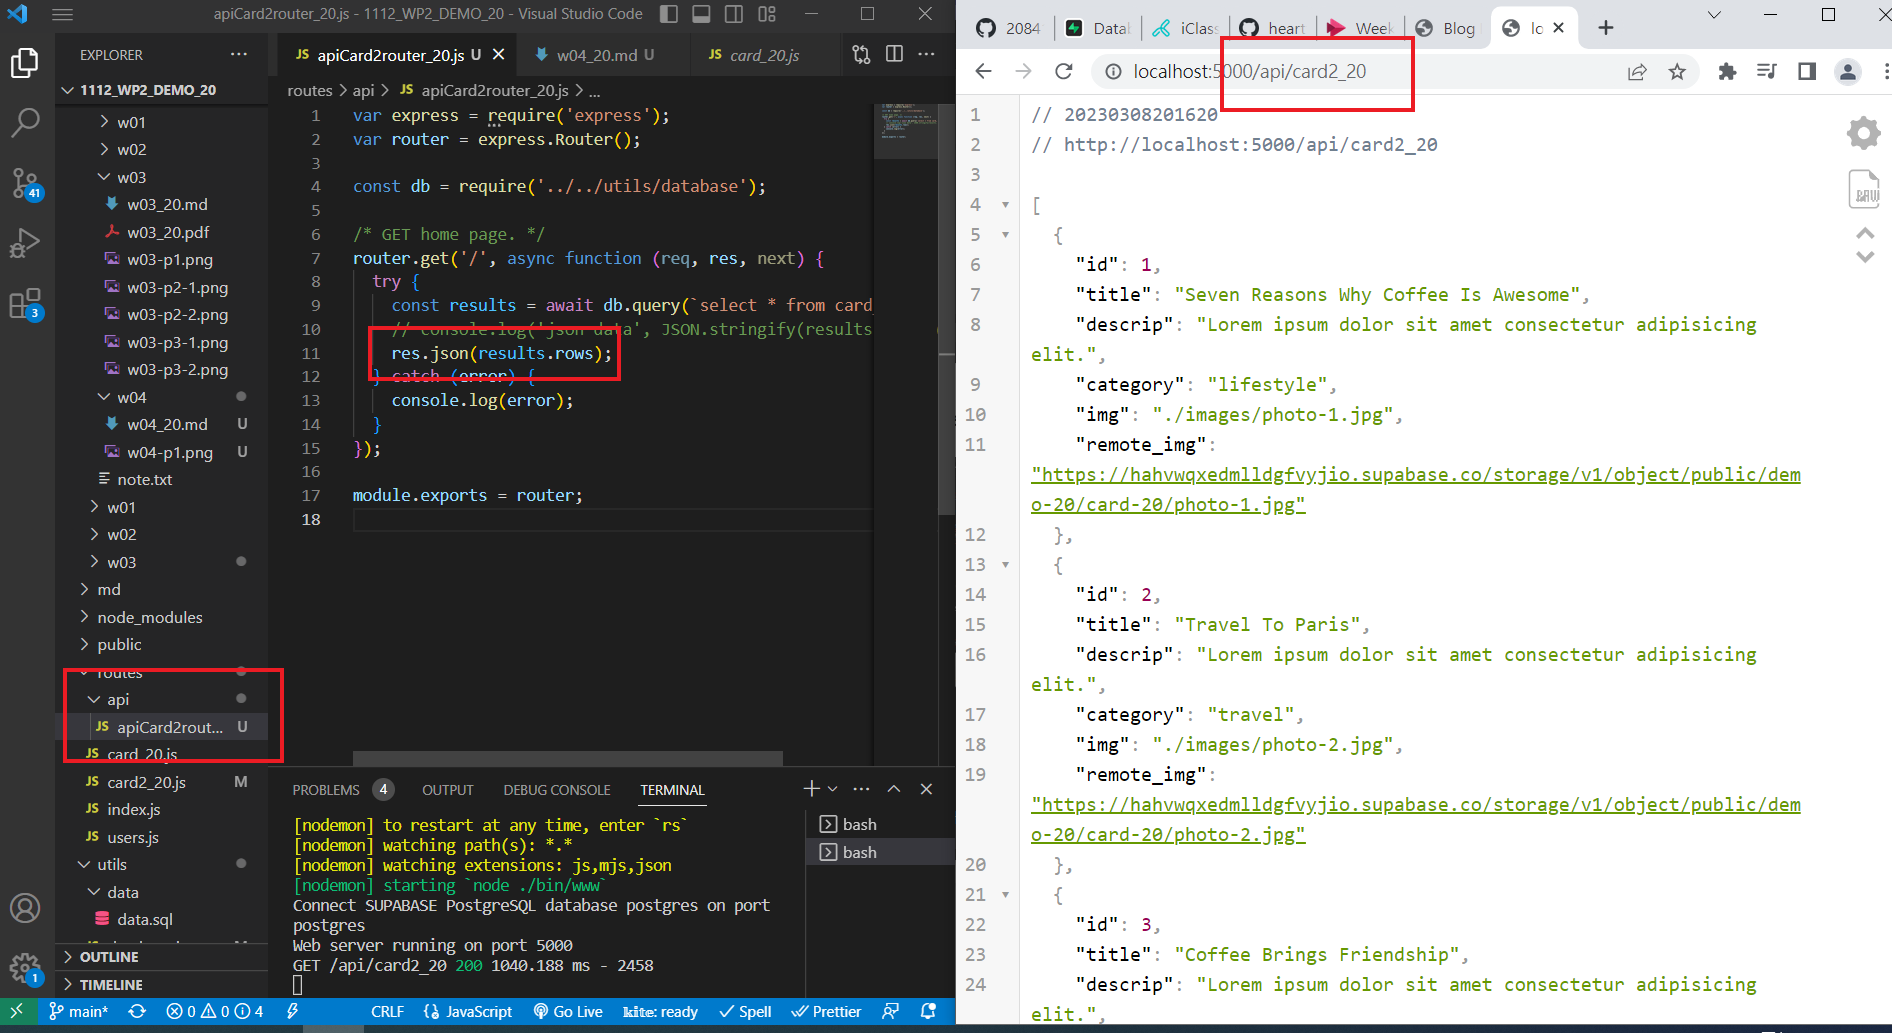 apiCard2router_20.js - 1112_WP2_DEMO_20 - Visual Studio Code
EXPLORER
1112_WP2_DEMO_20
w01
w02
w03
w03_20.md
w03_20.pdf
w03-p1.png
w03-p2-1.png
w03-p2-2.png
w03-p3-1.png
w03-p3-2.png
w04
w04_20.md U
w04-p1.png U
note.txt
w01
w02
w03
md
node_modules
public
routes
api
JS apiCard2rout... U
JS card_20.js
JS card2_20.js M
JS index.js
JS users.js
utils
data
data.sql
OUTLINE
TIMELINE
41
3
1
JS apiCard2router_20.js U
w04_20.md U
JS card_20.js
routes > api > JS apiCard2router_20.js > ...
1 var express = require('express');
2 var router = express.Router();
3
4 const db = require('../../utils/database');
5
6 /* GET home page. */
7 router.get('/', async function (req, res, next) {
8 try {
9 const results = await db.query(`select * from card_
10 // console.log('json data', JSON.stringify(results
11 res.json(results.rows);
12 } catch (error) {
13 console.log(error);
14 }
15 });
16
17 module.exports = router;
18
PROBLEMS 4 OUTPUT DEBUG CONSOLE TERMINAL
[nodemon] to restart at any time, enter `rs`
[nodemon] watching path(s): *.*
[nodemon] watching extensions: js,mjs,json
[nodemon] starting `node ./bin/www`
Connect SUPABASE PostgreSQL database postgres on port
postgres
Web server running on port 5000
GET /api/card2_20 200 1040.188 ms - 2458
bash
bash
main* 0 0 4 CRLF JavaScript Go Live kite: ready Spell Prettier
2084 Datal iClas heart Week Blog lo
localhost:5000/api/card2_20
RAW
1 // 20230308201620
2 // http://localhost:5000/api/card2_20
3
4 [
5 {
6 "id": 1,
7 "title": "Seven Reasons Why Coffee Is Awesome",
8 "descrip": "Lorem ipsum dolor sit amet consectetur adipisicing
elit.",
9 "category": "lifestyle",
10 "img": "./images/photo-1.jpg",
11 "remote_img":
"https://hahvwqxedmlldgfvyjio.supabase.co/storage/v1/object/public/dem
o-20/card-20/photo-1.jpg"
12 },
13 {
14 "id": 2,
15 "title": "Travel To Paris",
16 "descrip": "Lorem ipsum dolor sit amet consectetur adipisicing
elit.",
17 "category": "travel",
18 "img": "./images/photo-2.jpg",
19 "remote_img":
"https://hahvwqxedmlldgfvyjio.supabase.co/storage/v1/object/public/dem
o-20/card-20/photo-2.jpg"
20 },
21 {
22 "id": 3,
23 "title": "Coffee Brings Friendship",
24 "descrip": "Lorem ipsum dolor sit amet consectetur adipisicing
elit.",